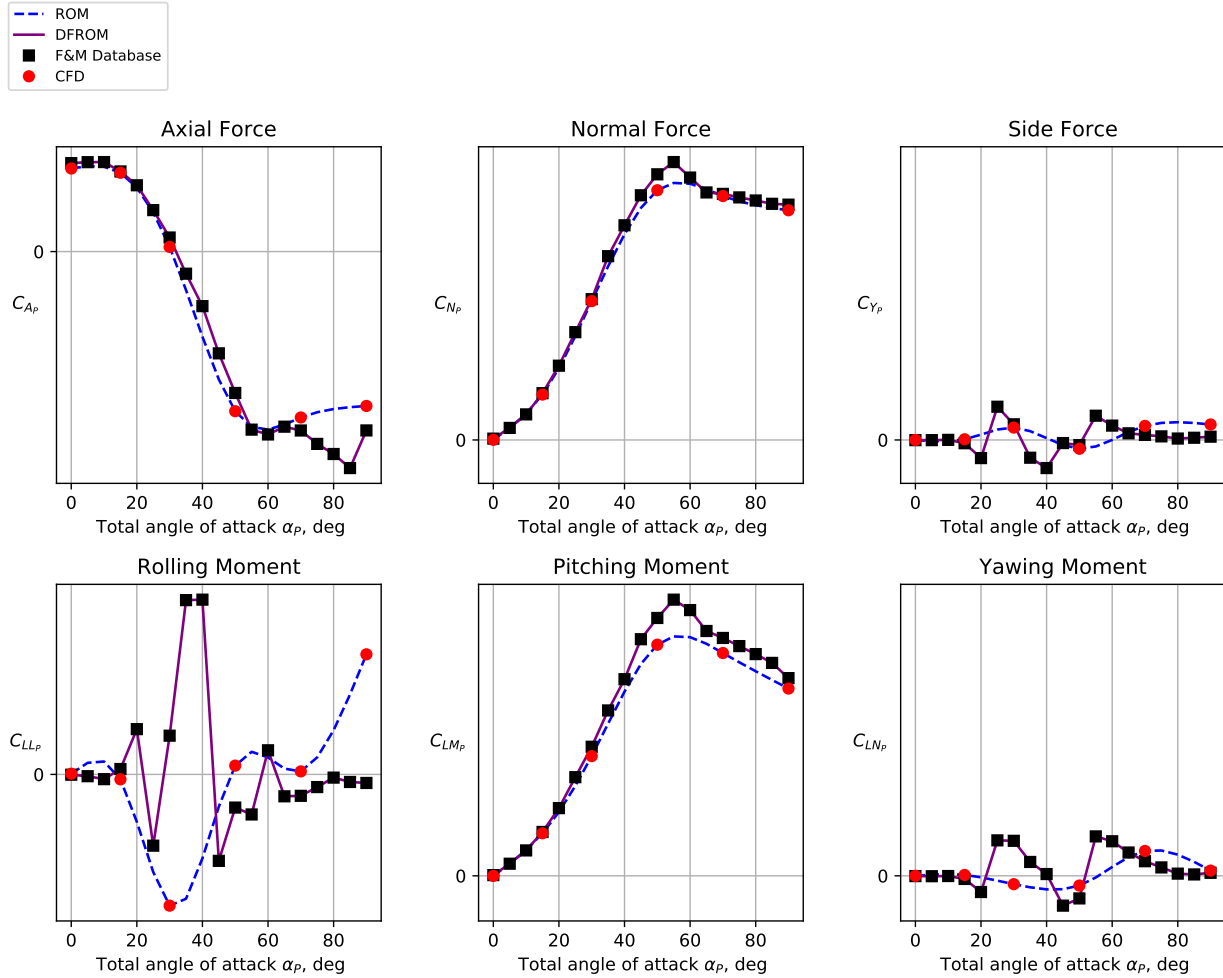 ROM
DFROM
F&M Database
CFD
Axial Force
0
C_{A_P}
0 20 40 60 80
Total angle of attack α_P, deg
Normal Force
0
C_{N_P}
0 20 40 60 80
Total angle of attack α_P, deg
Side Force
0
C_{Y_P}
0 20 40 60 80
Total angle of attack α_P, deg
Rolling Moment
C_{LL_P}
0
0 20 40 60 80
Total angle of attack α_P, deg
Pitching Moment
C_{LM_P}
0
0 20 40 60 80
Total angle of attack α_P, deg
Yawing Moment
C_{LN_P}
0
0 20 40 60 80
Total angle of attack α_P, deg